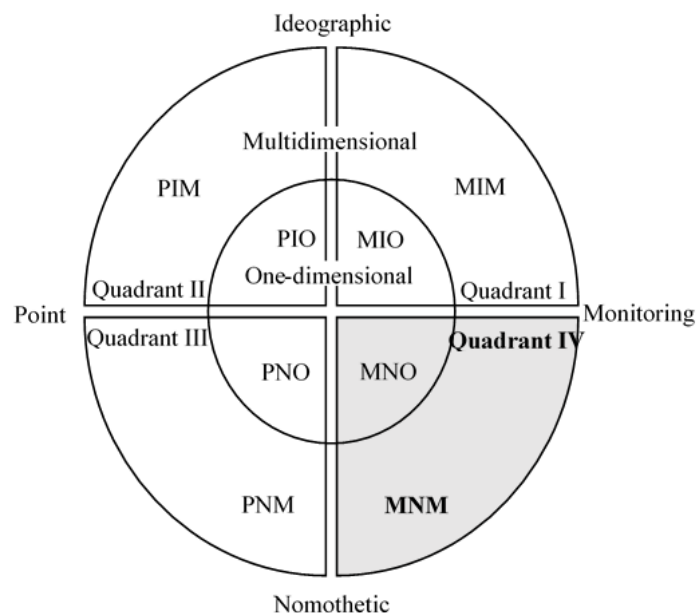 Ideographic
Multidimensional
PIM
MIM
PIO
MIO
One-dimensional
Quadrant II
Quadrant I
Point
Monitoring
Quadrant III
Quadrant IV
PNO
MNO
PNM
MNM
Nomothetic